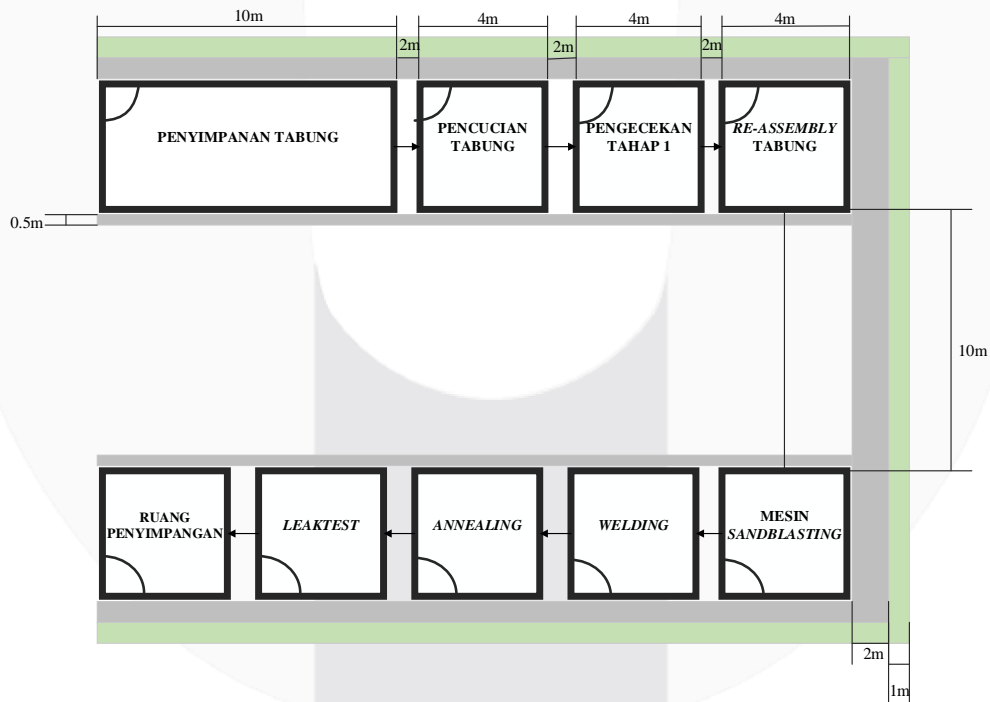 10m
4m
4m
4m
2m
2m
2m
PENYIMPANAN TABUNG
PENCUCIAN
TABUNG
PENGECEKAN
TAHAP 1
RE-ASSEMBLY
TABUNG
0.5m
10m
RUANG
PENYIMPANGAN
LEAKTEST
ANNEALING
WELDING
MESIN
SANDBLASTING
2m
1m